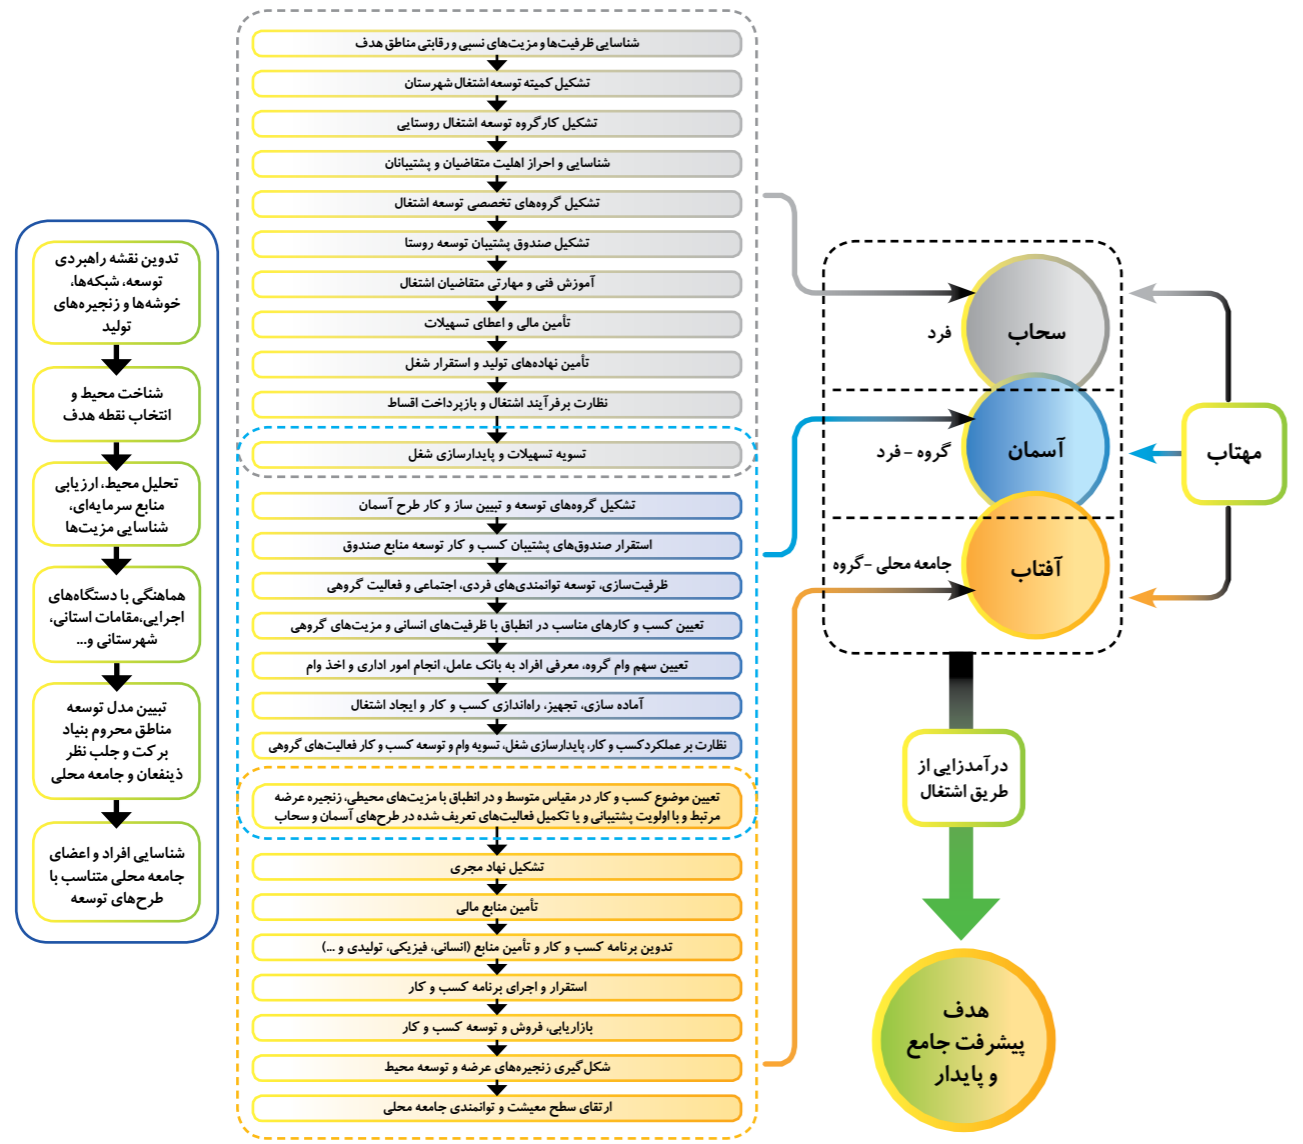 مهتاب
سحاب
فرد
آسمان
گروه - فرد
آفتاب
جامعه محلی -گروه
درآمدزایی از
طریق اشتغال
هدف
پیشرفت جامع
و پایدار
شناسایی ظرفیت‌ها و مزیت‌های نسبی و رقابتی مناطق هدف
تشکیل کمیته توسعه اشتغال شهرستان
تشکیل کارگروه توسعه اشتغال روستایی
شناسایی و احراز اهلیت متقاضیان و پشتیبانان
تشکیل گروه‌های تخصصی توسعه اشتغال
تشکیل صندوق پشتیبان توسعه روستا
آموزش فنی و مهارتی متقاضیان اشتغال
تأمین مالی و اعطای تسهیلات
تأمین نهاده‌های تولید و استقرار شغل
نظارت برفرآیند اشتغال و بازپرداخت اقساط
تسویه تسهیلات و پایدارسازی شغل
تشکیل گروه‌های توسعه و تبیین ساز و کار طرح آسمان
استقرار صندوق‌های پشتیبان کسب و کار توسعه منابع صندوق
ظرفیت‌سازی، توسعه توانمندی‌های فردی، اجتماعی و فعالیت گروهی
تعیین کسب و کارهای مناسب در انطباق با ظرفیت‌های انسانی و مزیت‌های گروهی
تعیین سهم وام گروه، معرفی افراد به بانک عامل، انجام امور اداری و اخذ وام
آماده سازی، تجهیز، راه‌اندازی کسب و کار و ایجاد اشتغال
نظارت بر عملکردکسب و کار، پایدارسازی شغل، تسویه وام و توسعه کسب و کار فعالیت‌های گروهی
تعیین موضوع کسب و کار در مقیاس متوسط و در انطباق با مزیت‌های محیطی، زنجیره عرضه
مرتبط و با اولویت پشتیبانی و یا تکمیل فعالیت‌های تعریف شده در طرح‌های آسمان و سحاب
تشکیل نهاد مجری
تأمین منابع مالی
تدوین برنامه کسب و کار و تأمین منابع (انسانی، فیزیکی، تولیدی و ...)
استقرار و اجرای برنامه کسب و کار
بازاریابی، فروش و توسعه کسب و کار
شکل‌گیری زنجیره‌های عرضه و توسعه محیط
ارتقای سطح معیشت و توانمندی جامعه محلی
تدوین نقشه راهبردی
توسعه، شبکه‌ها،
خوشه‌ها و زنجیره‌های
تولید
شناخت محیط و
انتخاب نقطه هدف
تحلیل محیط، ارزیابی
منابع سرمایه‌ای،
شناسایی مزیت‌ها
هماهنگی با دستگاه‌های
اجرایی،مقامات استانی،
شهرستانی و...
تبیین مدل توسعه
مناطق محروم بنیاد
برکت و جلب نظر
ذینفعان و جامعه محلی
شناسایی افراد و اعضای
جامعه محلی متناسب با
طرح‌های توسعه